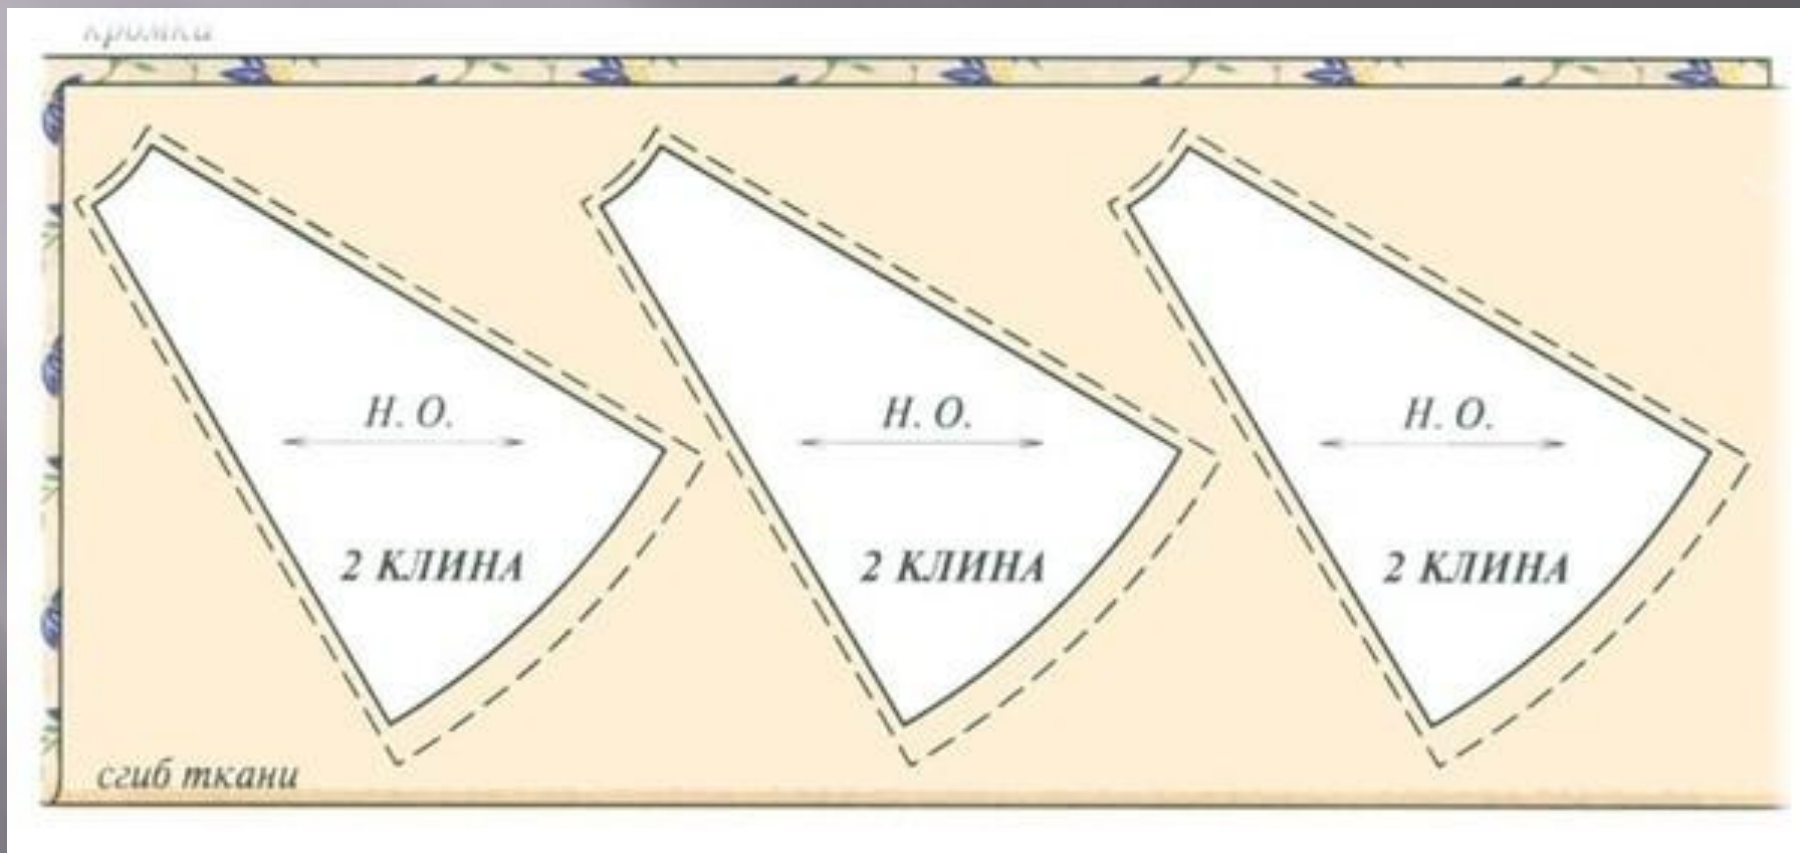 кромка
Н. О.
Н. О.
Н. О.
2 КЛИНА
2 КЛИНА
2 КЛИНА
сгиб ткани